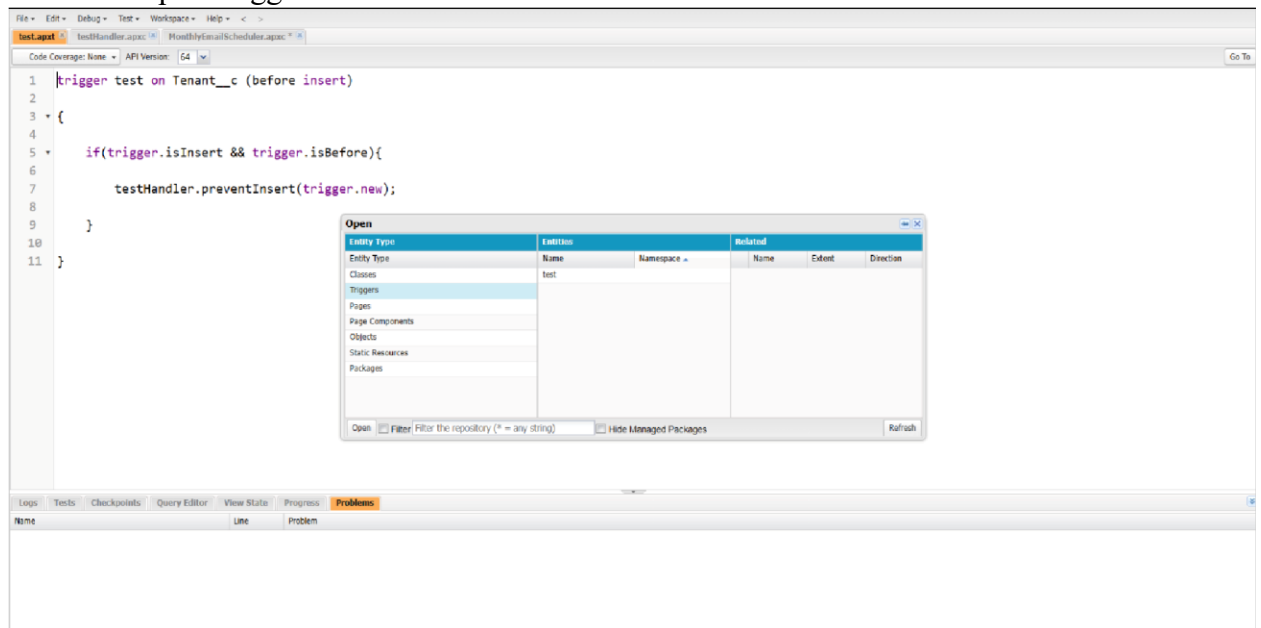 File Edit Debug Test Workspace Help < >
test.apxt testHandler.apxc MonthlyEmailScheduler.apxc *
Code Coverage: None API Version: 64 Go To
1 trigger test on Tenant__c (before insert)
2
3 {
4
5 if(trigger.isInsert && trigger.isBefore){
6
7 testHandler.preventInsert(trigger.new);
8
9 }
10
11 }
Open
Entity Type Entities Related
Entity Type Name Namespace Name Extent Direction
Classes test
Triggers
Pages
Page Components
Objects
Static Resources
Packages
Open Filter Filter the repository (* = any string) Hide Managed Packages Refresh
Logs Tests Checkpoints Query Editor View State Progress Problems
Name Line Problem